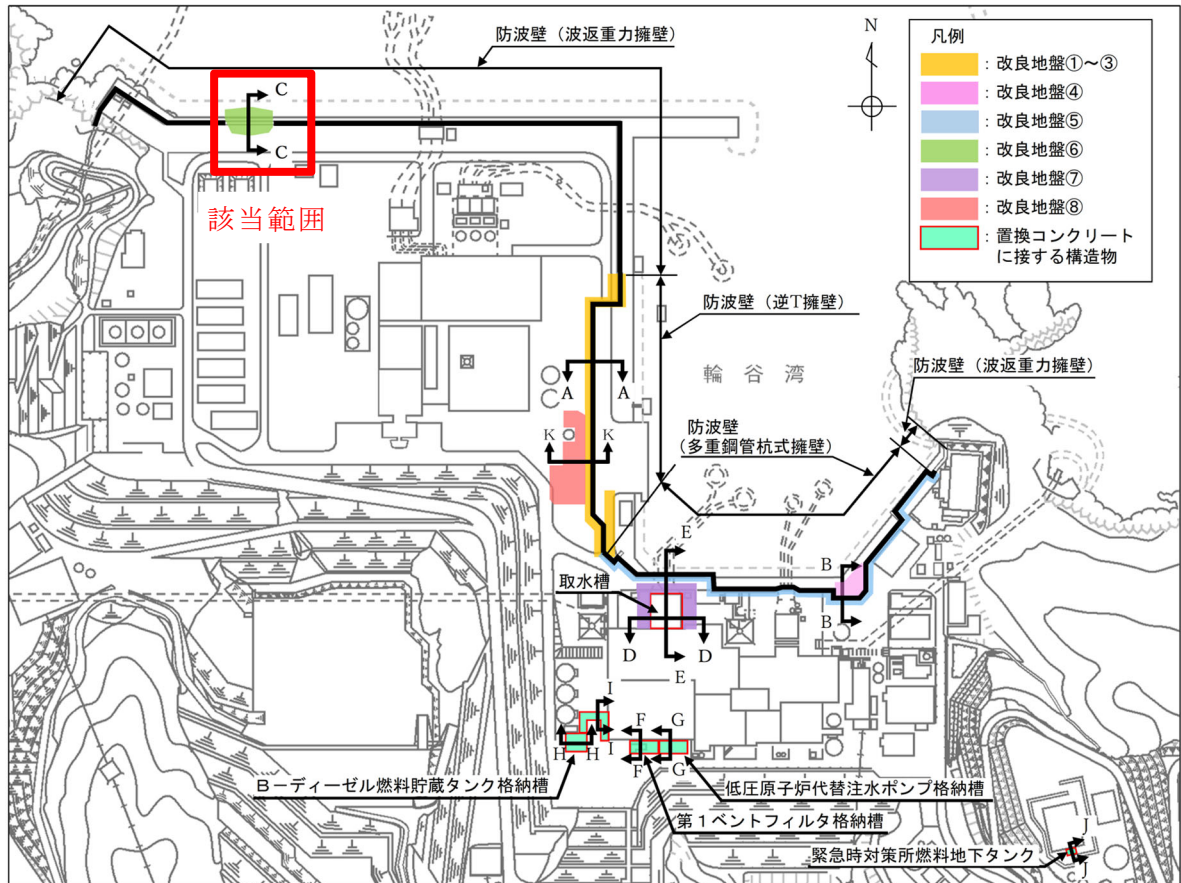 防波壁（波返重力擁壁）
N
凡例
：改良地盤①～③
：改良地盤④
：改良地盤⑤
：改良地盤⑥
：改良地盤⑦
：改良地盤⑧
：置換コンクリート
に接する構造物
C
C
該当範囲
防波壁（逆T擁壁）
輪谷湾
防波壁（波返重力擁壁）
A
A
K
K
防波壁
（多重鋼管杭式擁壁）
E
B
B
取水槽
D
D
E
I
I
H
H
F
G
F
G
B－ディーゼル燃料貯蔵タンク格納槽
低圧原子炉代替注水ポンプ格納槽
第1ベントフィルタ格納槽
緊急時対策所燃料地下タンク
J
J